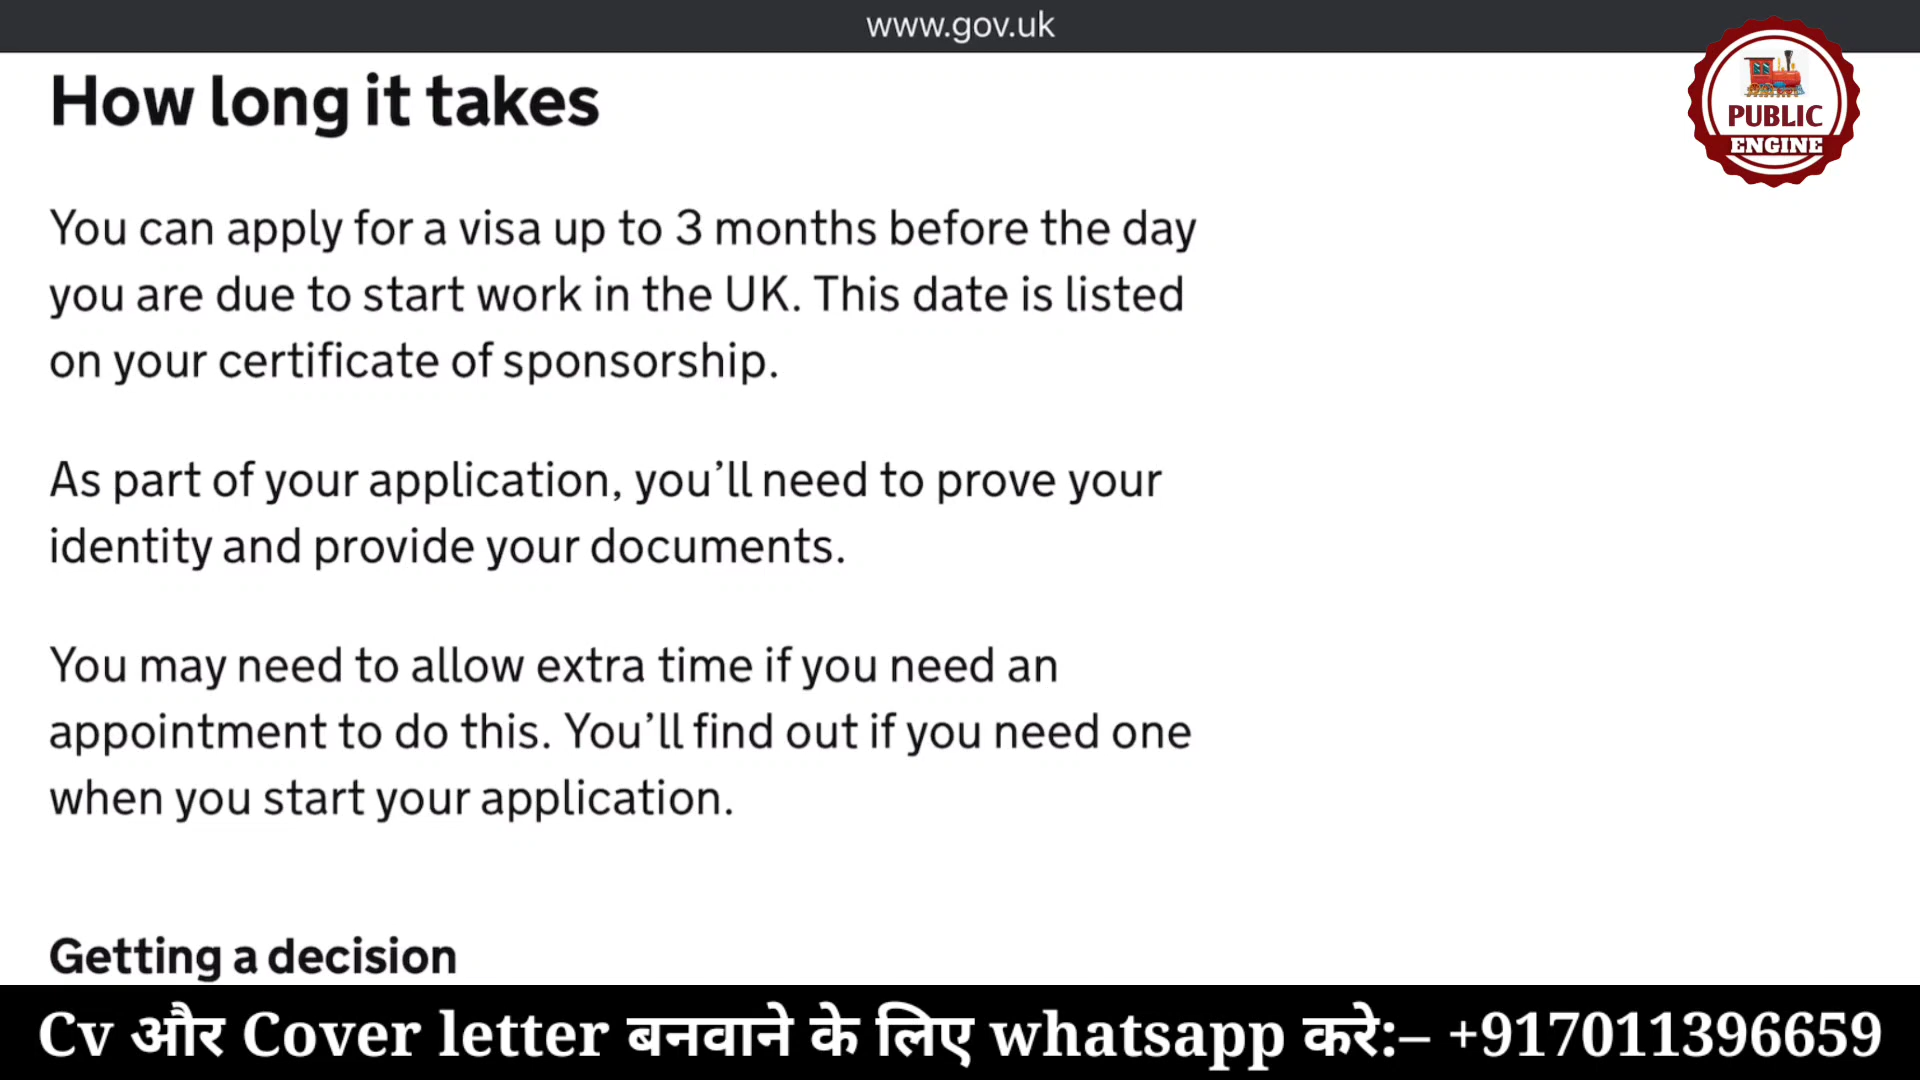 www.gov.uk
How long it takes
PUBLIC
ENGINE
You can apply for a visa up to 3 months before the day
you are due to start work in the UK. This date is listed
on your certificate of sponsorship.
As part of your application, you’ll need to prove your
identity and provide your documents.
You may need to allow extra time if you need an
appointment to do this. You’ll find out if you need one
when you start your application.
Getting a decision
Cv और Cover letter बनवाने के लिए whatsapp करे:– +917011396659